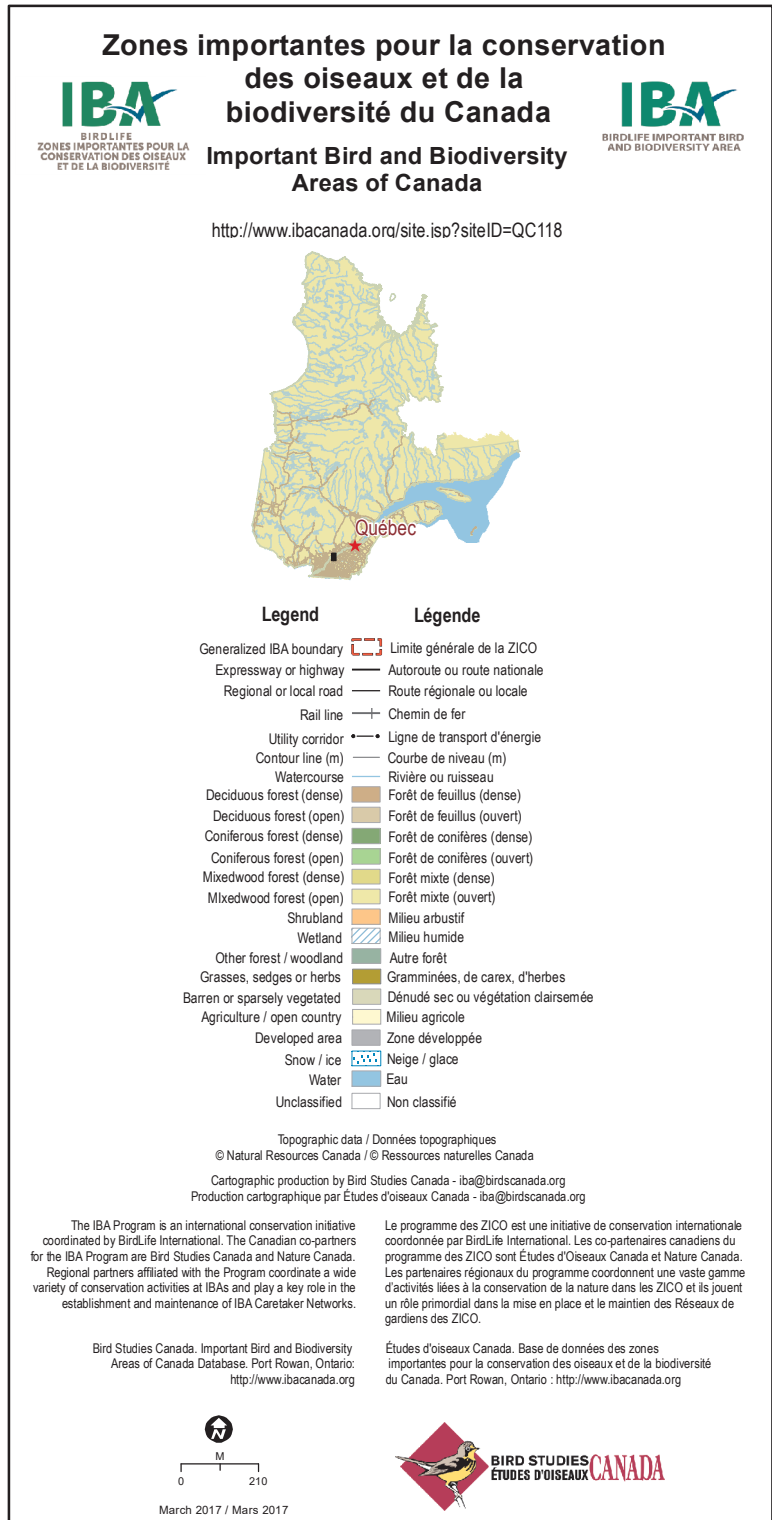 Zones importantes pour la conservation
des oiseaux et de la
biodiversité du Canada
IBA
BIRDLIFE
ZONES IMPORTANTES POUR LA
CONSERVATION DES OISEAUX
ET DE LA BIODIVERSITÉ
IBA
BIRDLIFE IMPORTANT BIRD
AND BIODIVERSITY AREA
Important Bird and Biodiversity
Areas of Canada
http://www.ibacanada.org/site.jsp?siteID=QC118
Québec
Legend Légende
Generalized IBA boundary Limite générale de la ZICO
Expressway or highway Autoroute ou route nationale
Regional or local road Route régionale ou locale
Rail line Chemin de fer
Utility corridor Ligne de transport d'énergie
Contour line (m) Courbe de niveau (m)
Watercourse Rivière ou ruisseau
Deciduous forest (dense) Forêt de feuillus (dense)
Deciduous forest (open) Forêt de feuillus (ouvert)
Coniferous forest (dense) Forêt de conifères (dense)
Coniferous forest (open) Forêt de conifères (ouvert)
Mixedwood forest (dense) Forêt mixte (dense)
MIxedwood forest (open) Forêt mixte (ouvert)
Shrubland Milieu arbustif
Wetland Milieu humide
Other forest / woodland Autre forêt
Grasses, sedges or herbs Gramminées, de carex, d'herbes
Barren or sparsely vegetated Dénudé sec ou végétation clairsemée
Agriculture / open country Milieu agricole
Developed area Zone développée
Snow / ice Neige / glace
Water Eau
Unclassified Non classifié
Topographic data / Données topographiques
© Natural Resources Canada / © Ressources naturelles Canada
Cartographic production by Bird Studies Canada - iba@birdscanada.org
Production cartographique par Études d'oiseaux Canada - iba@birdscanada.org
The IBA Program is an international conservation initiative
coordinated by BirdLife International. The Canadian co-partners
for the IBA Program are Bird Studies Canada and Nature Canada.
Regional partners affiliated with the Program coordinate a wide
variety of conservation activities at IBAs and play a key role in the
establishment and maintenance of IBA Caretaker Networks.
Le programme des ZICO est une initiative de conservation internationale
coordonnée par BirdLife International. Les co-partenaires canadiens du
programme des ZICO sont Études d'Oiseaux Canada et Nature Canada.
Les partenaires régionaux du programme coordonnent une vaste gamme
d'activités liées à la conservation de la nature dans les ZICO et ils jouent
un rôle primordial dans la mise en place et le maintien des Réseaux de
gardiens des ZICO.
Bird Studies Canada. Important Bird and Biodiversity
Areas of Canada Database. Port Rowan, Ontario:
http://www.ibacanada.org
Études d'oiseaux Canada. Base de données des zones
importantes pour la conservation des oiseaux et de la biodiversité
du Canada. Port Rowan, Ontario : http://www.ibacanada.org
N
M
0 210
March 2017 / Mars 2017
BIRD STUDIES
ÉTUDES D'OISEAUX CANADA